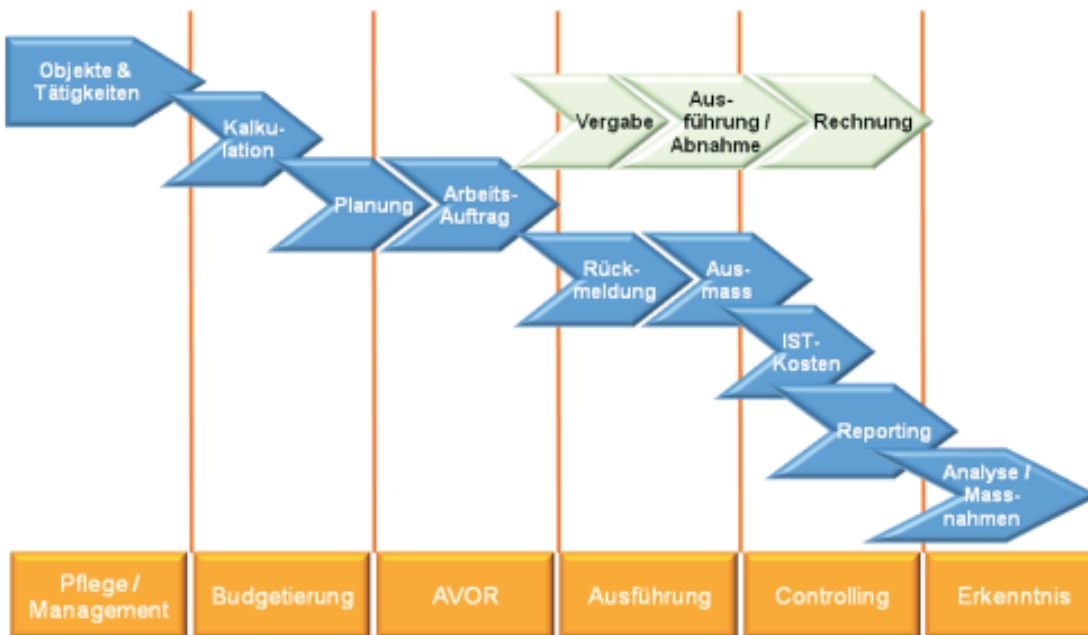 Objekte &
Tätigkeiten
Kalku-
lation
Planung
Arbeits-
Auftrag
Vergabe
Aus-
führung /
Abnahme
Rechnung
Rück-
meldung
Aus-
mass
IST-
Kosten
Reporting
Analyse /
Mass-
nahmen
Pflege /
Management
Budgetierung
AVOR
Ausführung
Controlling
Erkenntnis